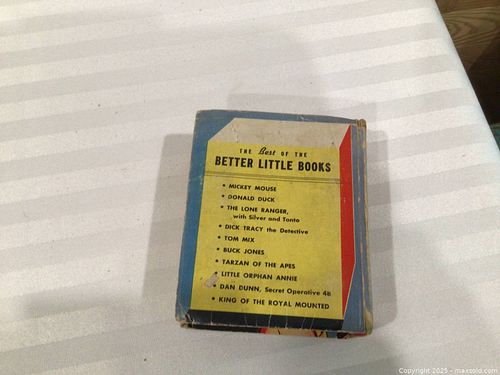 THE Best OF THE
BETTER LITTLE BOOKS
• MICKEY MOUSE
• DONALD DUCK
• THE LONE RANGER,
with Silver and Tonto
• DICK TRACY the Detective
• TOM MIX
• BUCK JONES
• TARZAN OF THE APES
• LITTLE ORPHAN ANNIE
• DAN DUNN, Secret Operative 48
• KING OF THE ROYAL MOUNTED
Copyright 2025 - maxsold.com